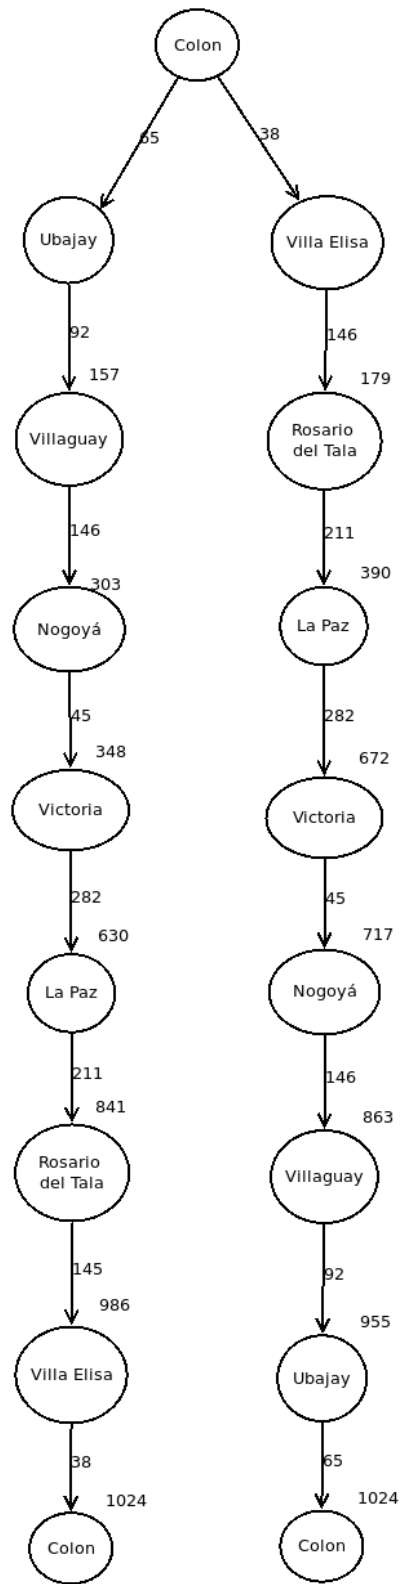 Colon
65
38
Ubajay
Villa Elisa
92
146
157
179
Villaguay
Rosario
del Tala
146
211
303
390
Nogoyá
La Paz
45
282
348
672
Victoria
Victoria
282
45
630
717
La Paz
Nogoyá
211
146
841
863
Rosario
del Tala
Villaguay
145
92
986
955
Villa Elisa
Ubajay
38
65
1024
1024
Colon
Colon